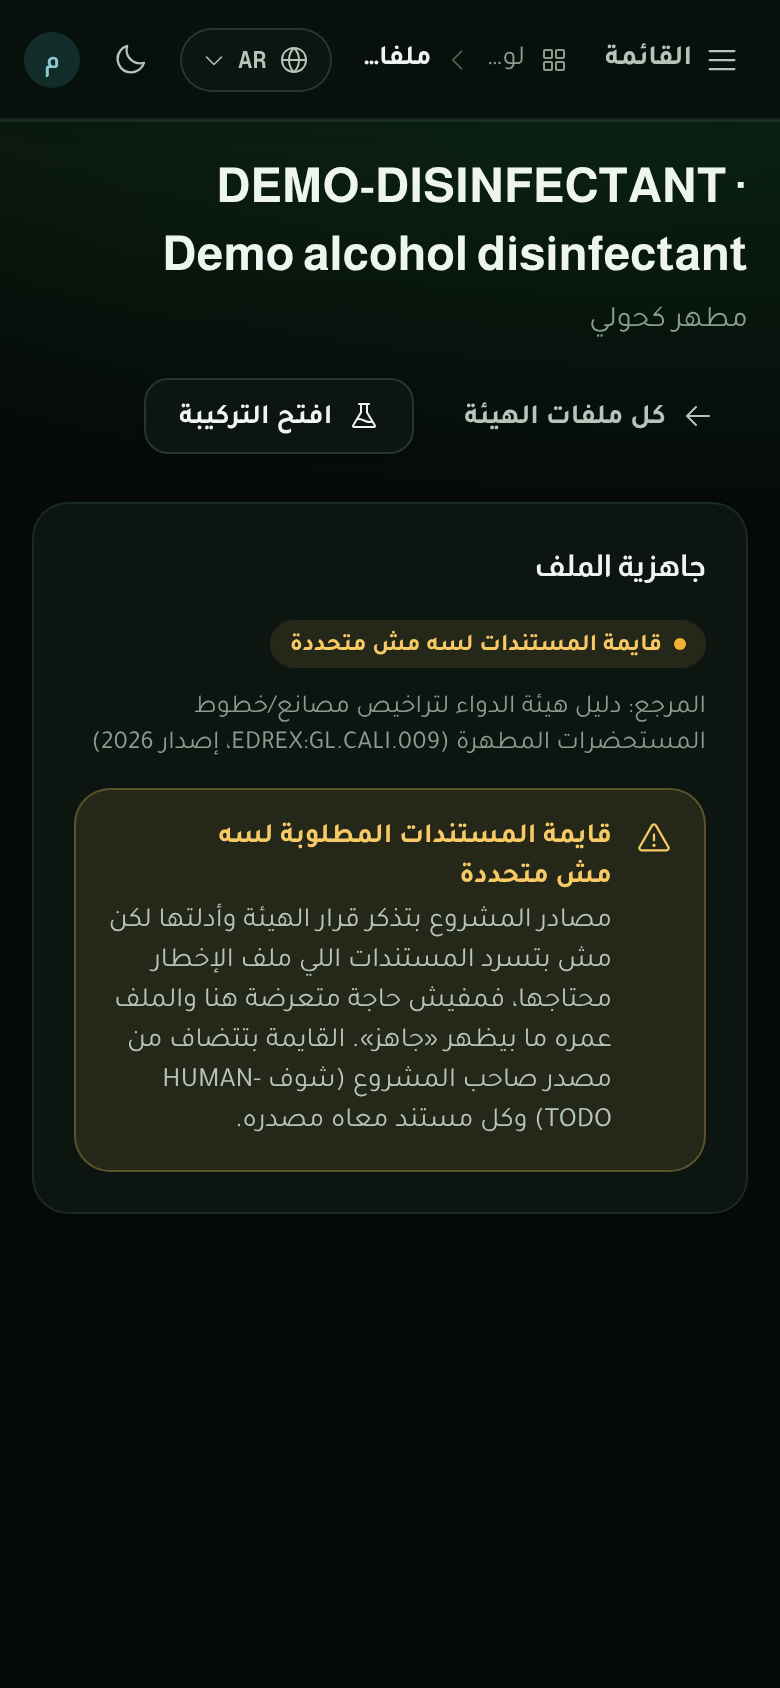 القائمة
لو...
ملفا...
AR
م
DEMO-DISINFECTANT ·
Demo alcohol disinfectant
مطهر كحولي
كل ملفات الهيئة
افتح التركيبة
جاهزية الملف
قايمة المستندات لسه مش متحددة
المرجع: دليل هيئة الدواء لتراخيص مصانع/خطوط
المستحضرات المطهرة (EDREX:GL.CALI.009، إصدار 2026)
قايمة المستندات المطلوبة لسه
مش متحددة
مصادر المشروع بتذكر قرار الهيئة وأدلتها لكن
مش بتسرد المستندات اللي ملف الإخطار
محتاجها، فمفيش حاجة متعرضة هنا والملف
عمره ما بيظهر «جاهز». القايمة بتتضاف من
مصدر صاحب المشروع (شوف HUMAN-
TODO) وكل مستند معاه مصدره.